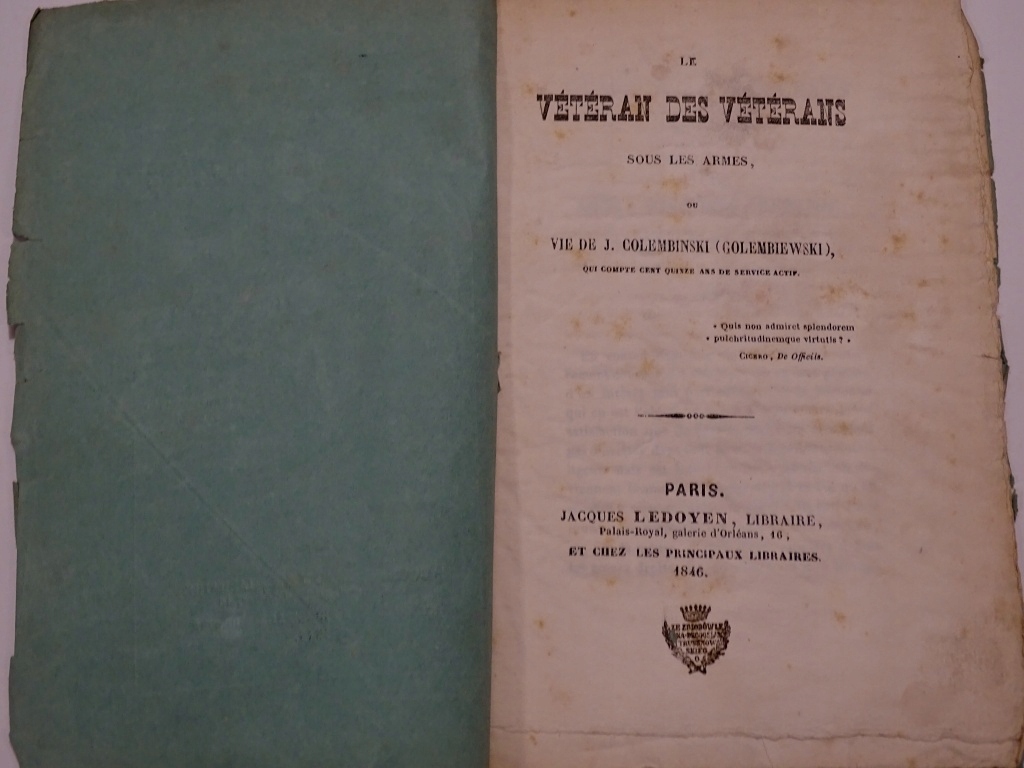 LE
VÉTÉRAN DES VÉTÉRANS
SOUS LES ARMES,
OU
VIE DE J. COLEMBINSKI (GOLEMBIEWSKI),
QUI COMPTE CENT QUINZE ANS DE SERVICE ACTIF.
« Quis non admiret splendorem
« pulchritudinemque virtutis ? »
CICERO, De Officiis.
PARIS.
JACQUES LEDOYEN, LIBRAIRE,
Palais-Royal, galerie d'Orléans, 16,
ET CHEZ LES PRINCIPAUX LIBRAIRES.
1846.